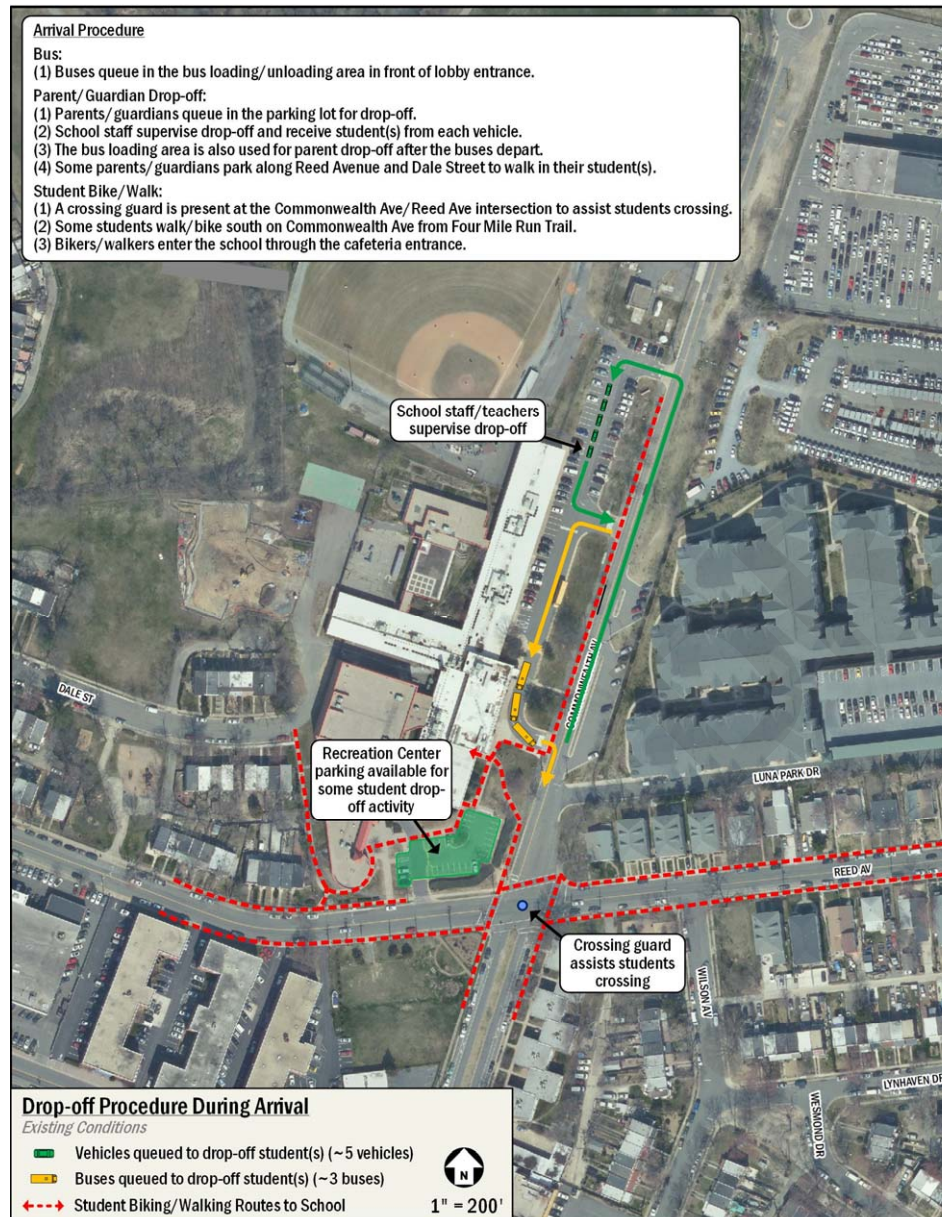 Arrival Procedure
Bus:
(1) Buses queue in the bus loading/unloading area in front of lobby entrance.
Parent/Guardian Drop-off:
(1) Parents/guardians queue in the parking lot for drop-off.
(2) School staff supervise drop-off and receive student(s) from each vehicle.
(3) The bus loading area is also used for parent drop-off after the buses depart.
(4) Some parents/guardians park along Reed Avenue and Dale Street to walk in their student(s).
Student Bike/Walk:
(1) A crossing guard is present at the Commonwealth Ave/Reed Ave intersection to assist students crossing.
(2) Some students walk/bike south on Commonwealth Ave from Four Mile Run Trail.
(3) Bikers/walkers enter the school through the cafeteria entrance.
School staff/teachers
supervise drop-off
COMMONWEALTH AV
DALE ST
Recreation Center
parking available for
some student drop-
off activity
LUNA PARK DR
REED AV
Crossing guard
assists students
crossing
WILSON AV
LYNHAVEN DR
WESMOND DR
Drop-off Procedure During Arrival
Existing Conditions
Vehicles queued to drop-off student(s) (~5 vehicles)
Buses queued to drop-off student(s) (~3 buses)
Student Biking/Walking Routes to School
N
1" = 200'